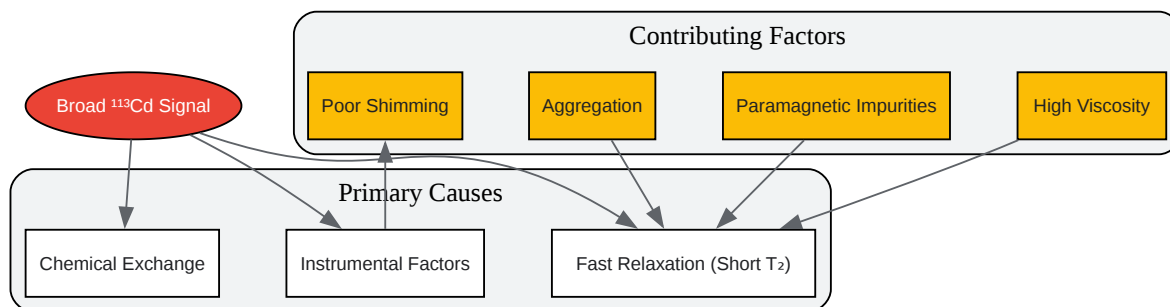 Contributing Factors
Broad ¹¹³Cd Signal
Poor Shimming
Aggregation
Paramagnetic Impurities
High Viscosity
Primary Causes
Chemical Exchange
Instrumental Factors
Fast Relaxation (Short T₂)